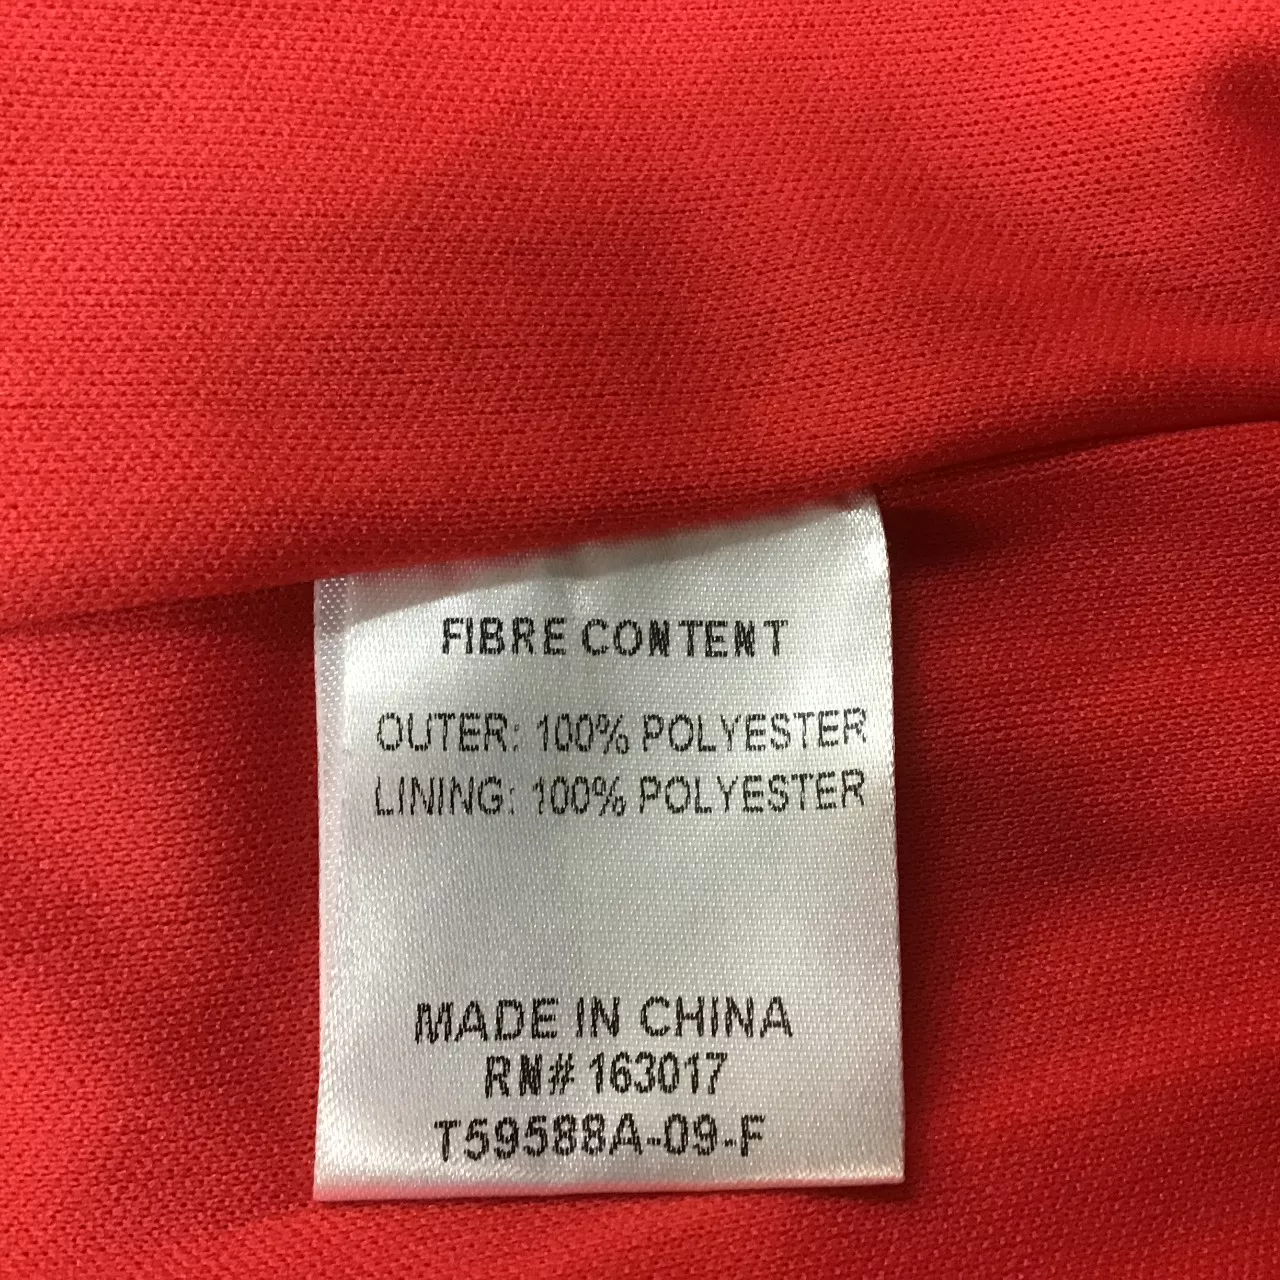 FIBRE CONTENT
OUTER: 100% POLYESTER
LINING: 100% POLYESTER
MADE IN CHINA
RN# 163017
T59588A-09-F